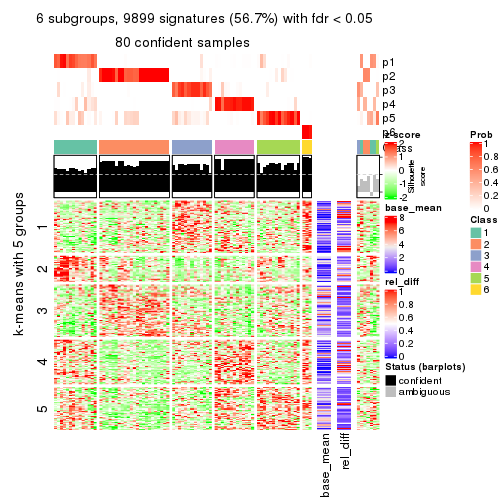 6 subgroups, 9899 signatures (56.7%) with fdr < 0.05
80 confident samples
p1
p2
p3
p4
p5
p6
z-score
2
1
0
-1
-2
Class
Silhouette
score
Prob
1
0.8
0.6
0.4
0.2
0
base_mean
8
6
4
2
0
Class
1
2
3
4
5
6
rel_diff
1
0.8
0.6
0.4
0.2
0
Status (barplots)
confident
ambiguous
k-means with 5 groups
1
2
3
4
5
base_mean
rel_diff